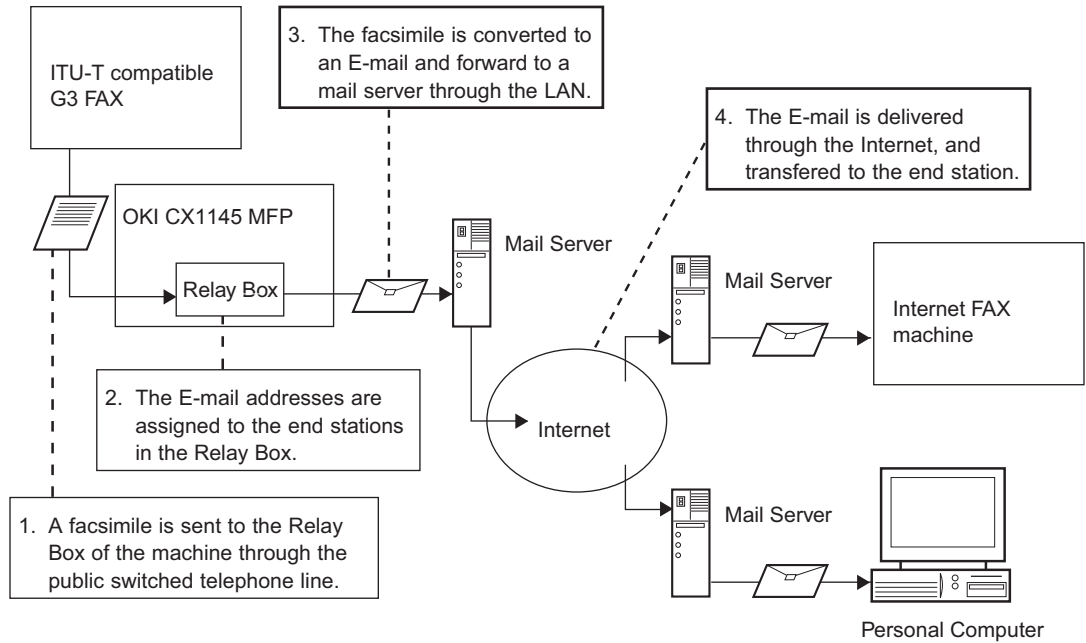 ITU-T compatible
G3 FAX
3. The facsimile is converted to
an E-mail and forward to a
mail server through the LAN.
4. The E-mail is delivered
through the Internet, and
transfered to the end station.
OKI CX1145 MFP
Relay Box
Mail Server
Mail Server
Internet FAX
machine
2. The E-mail addresses are
assigned to the end stations
in the Relay Box.
Internet
1. A facsimile is sent to the Relay
Box of the machine through the
public switched telephone line.
Mail Server
Personal Computer